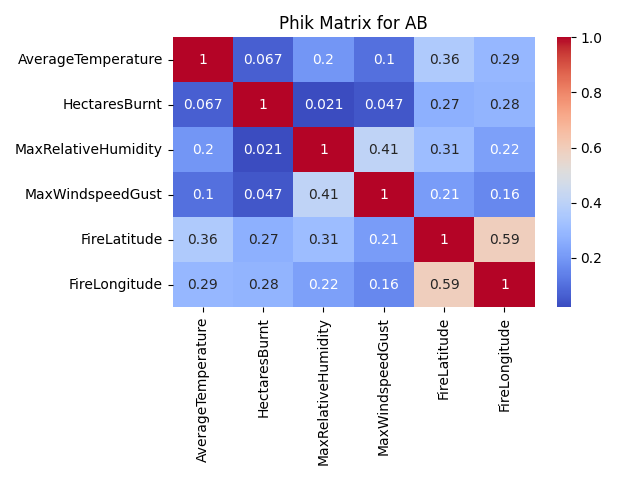 Phik Matrix for AB
AverageTemperature 1 0.067 0.2 0.1 0.36 0.29
HectaresBurnt 0.067 1 0.021 0.047 0.27 0.28
MaxRelativeHumidity 0.2 0.021 1 0.41 0.31 0.22
MaxWindspeedGust 0.1 0.047 0.41 1 0.21 0.16
FireLatitude 0.36 0.27 0.31 0.21 1 0.59
FireLongitude 0.29 0.28 0.22 0.16 0.59 1
AverageTemperature
HectaresBurnt
MaxRelativeHumidity
MaxWindspeedGust
FireLatitude
FireLongitude
1.0
0.8
0.6
0.4
0.2